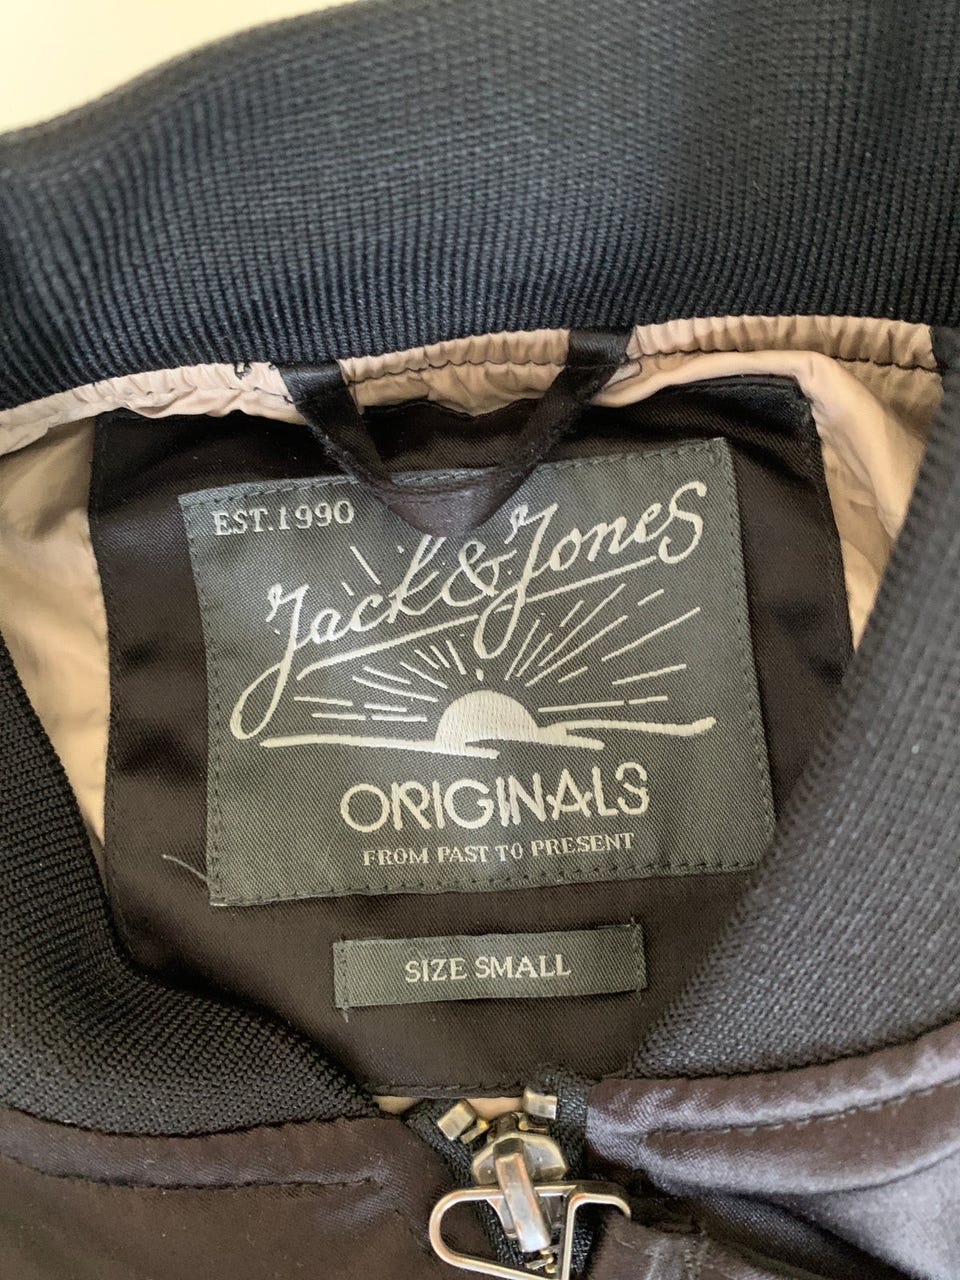 EST.1990
Jack & Jones
ORIGINALS
FROM PAST TO PRESENT
SIZE SMALL